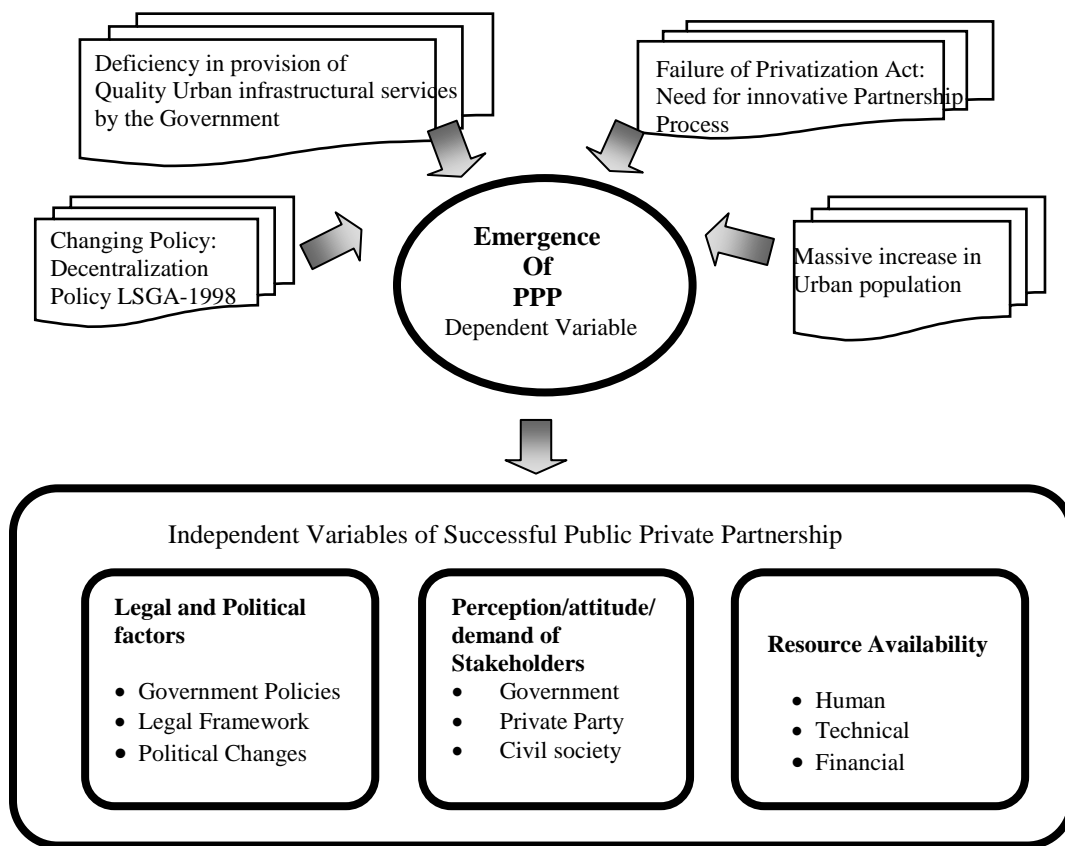 Deficiency in provision of
Quality Urban infrastructural services
by the Government
Failure of Privatization Act:
Need for innovative Partnership
Process
Changing Policy:
Decentralization
Policy LSGA-1998
Emergence
Of
PPP
Dependent Variable
Massive increase in
Urban population
Independent Variables of Successful Public Private Partnership
Legal and Political
factors
• Government Policies
• Legal Framework
• Political Changes
Perception/attitude/
demand of
Stakeholders
• Government
• Private Party
• Civil society
Resource Availability
• Human
• Technical
• Financial